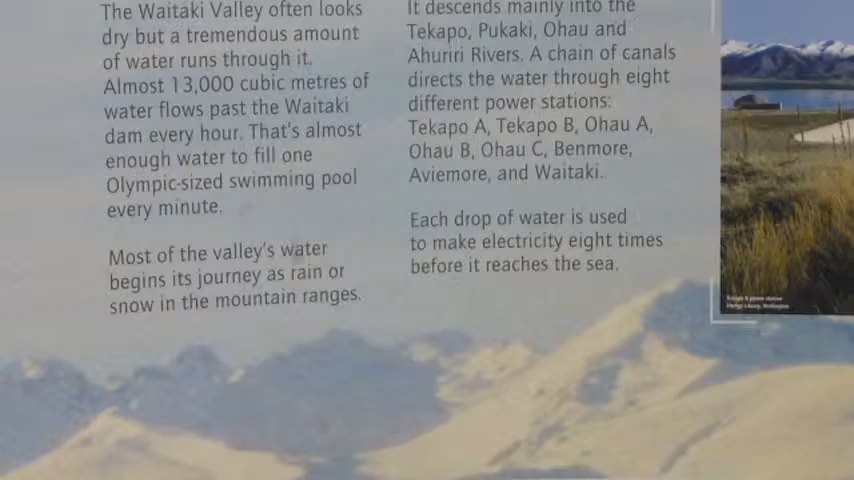 The Waitaki Valley often looks
dry but a tremendous amount
of water runs through it.
Almost 13,000 cubic metres of
water flows past the Waitaki
dam every hour. That's almost
enough water to fill one
Olympic-sized swimming pool
every minute.
Most of the valley's water
begins its journey as rain or
snow in the mountain ranges.
It descends mainly into the
Tekapo, Pukaki, Ohau and
Ahuriri Rivers. A chain of canals
directs the water through eight
different power stations:
Tekapo A, Tekapo B, Ohau A,
Ohau B, Ohau C, Benmore,
Aviemore, and Waitaki.
Each drop of water is used
to make electricity eight times
before it reaches the sea.